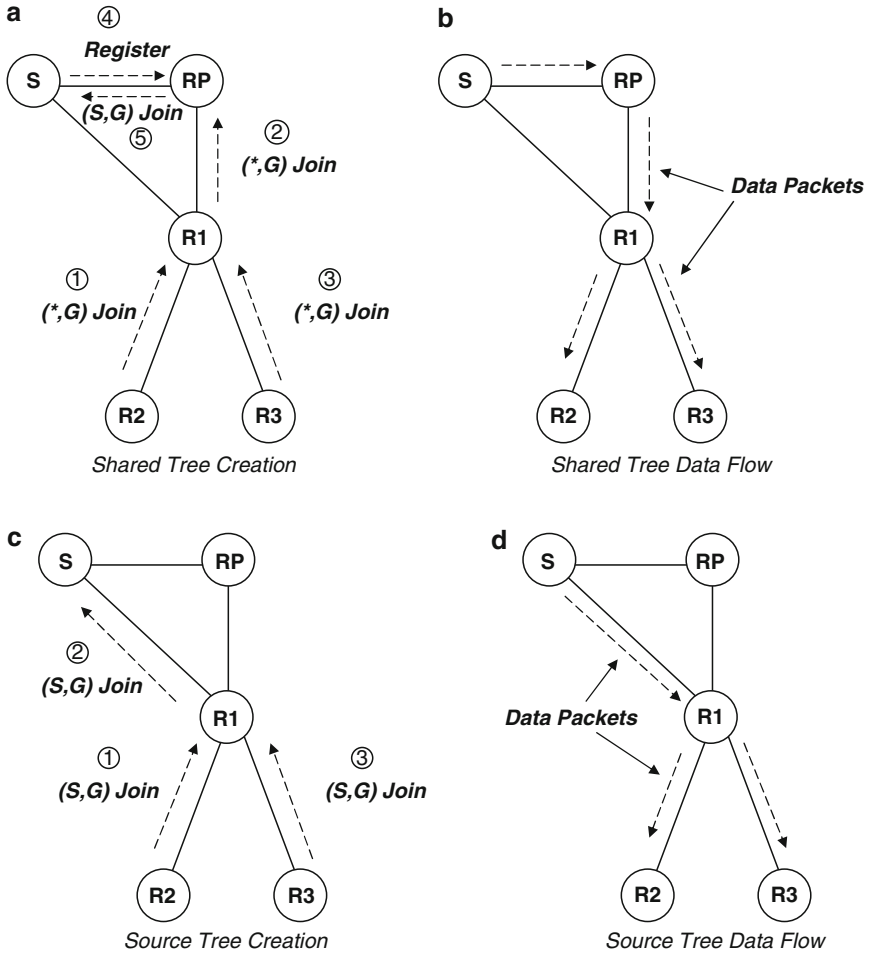 a
④
Register
S
RP
(S,G) Join
⑤
②
(*,G) Join
R1
①
(*,G) Join
③
(*,G) Join
R2
R3
Shared Tree Creation
b
S
RP
Data Packets
R1
R2
R3
Shared Tree Data Flow
c
S
RP
②
(S,G) Join
R1
①
(S,G) Join
③
(S,G) Join
R2
R3
Source Tree Creation
d
S
RP
Data Packets
R1
R2
R3
Source Tree Data Flow